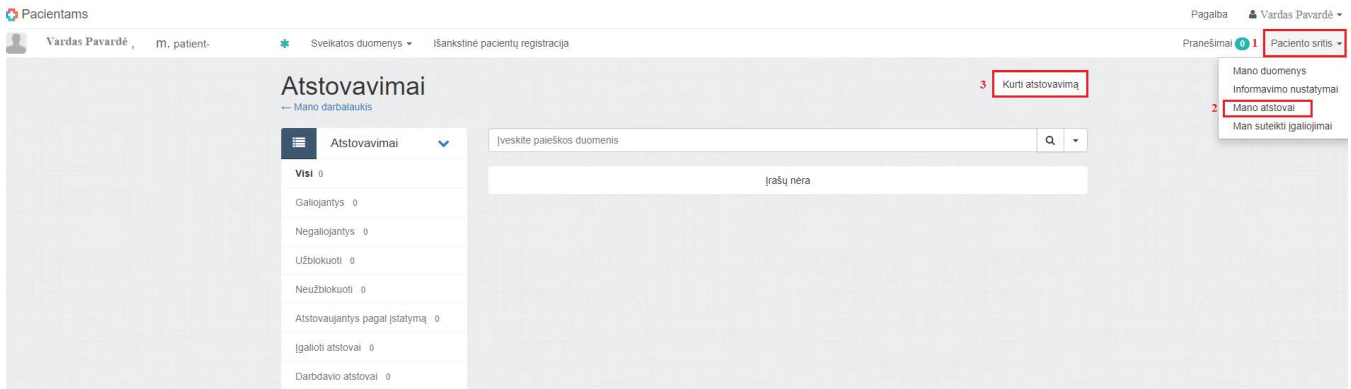 Pacientams
Pagalba Vardas Pavardė
Vardas Pavardė , m. patient-
Sveikatos duomenys Išankstinė pacientų registracija
Pranešimai 0 1 Paciento sritis
Mano duomenys
Informavimo nustatymai
2 Mano atstovai
Man suteikti įgaliojimai
Atstovavimai
← Mano darbalaukis
3 Kurti atstovavimą
Atstovavimai
Įveskite paieškos duomenis
Įrašų nėra
Visi 0
Galiojantys 0
Negaliojantys 0
Užblokuoti 0
Neužblokuoti 0
Atstovaujantys pagal įstatymą 0
Įgalioti atstovai 0
Darbdavio atstovai 0